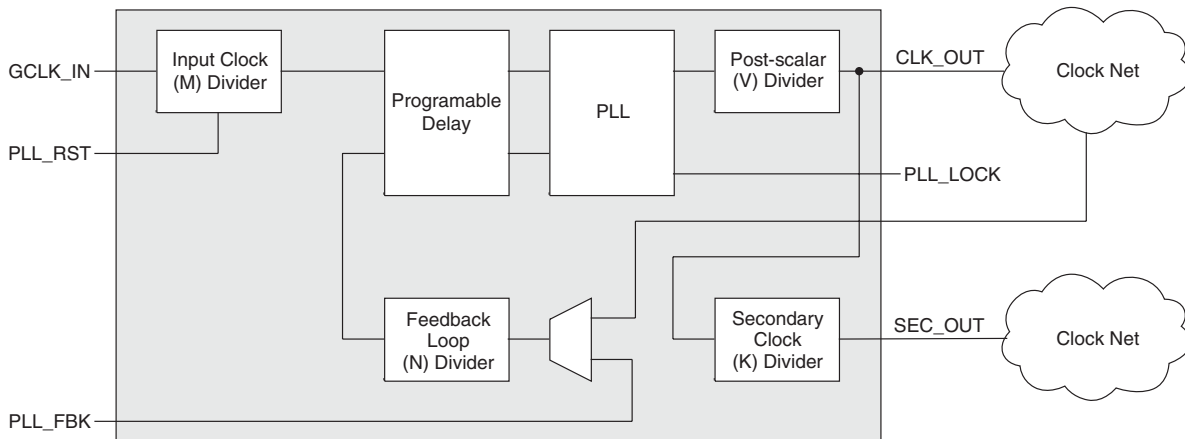 GCLK_IN
Input Clock
(M) Divider
PLL_RST
Programable
Delay
PLL
Post-scalar
(V) Divider
CLK_OUT
Clock Net
PLL_LOCK
Feedback
Loop
(N) Divider
Secondary
Clock
(K) Divider
SEC_OUT
Clock Net
PLL_FBK